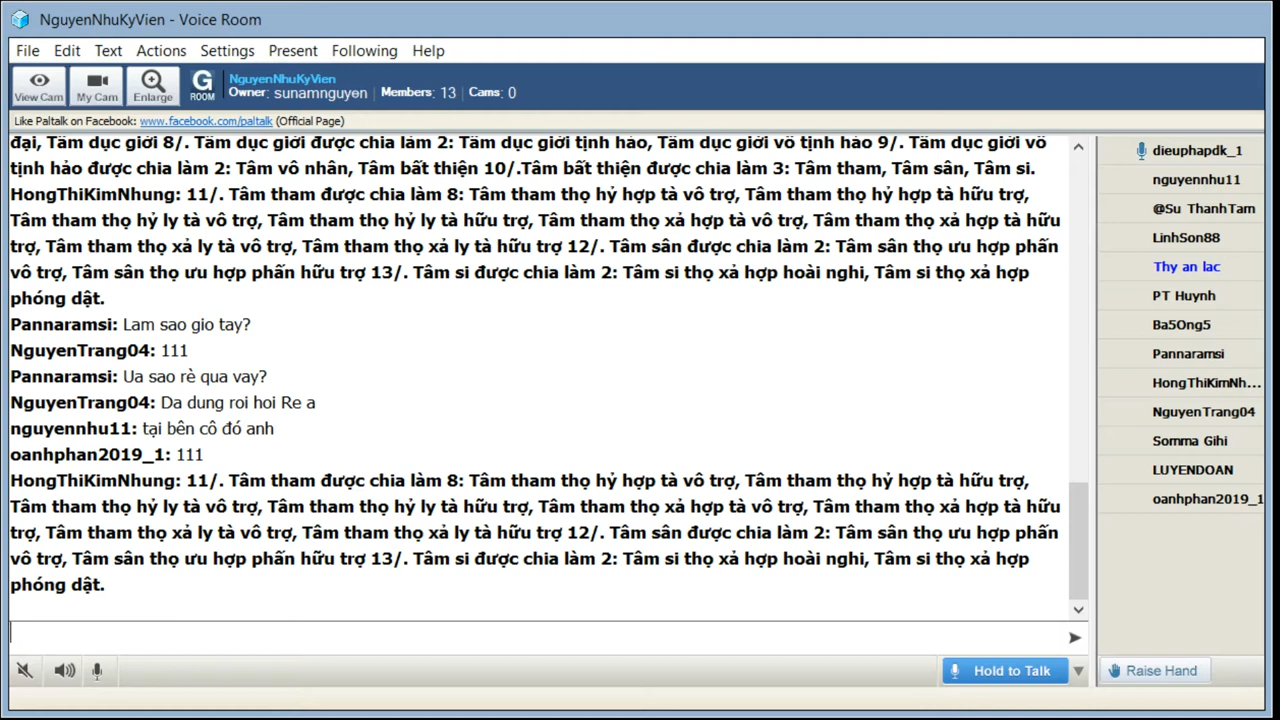 NguyenNhuKyVien - Voice Room
File Edit Text Actions Settings Present Following Help
View Cam My Cam Enlarge G ROOM
NguyenNhuKyVien
Owner: sunamnguyen Members: 13 Cams: 0
Like Paltalk on Facebook: www.facebook.com/paltalk (Official Page)
đại, Tâm dục giới 8/. Tâm dục giới được chia làm 2: Tâm dục giới tịnh hảo, Tâm dục giới vô tịnh hảo 9/. Tâm dục giới vô
tịnh hảo được chia làm 2: Tâm vô nhân, Tâm bất thiện 10/.Tâm bất thiện được chia làm 3: Tâm tham, Tâm sân, Tâm si.
HongThiKimNhung: 11/. Tâm tham được chia làm 8: Tâm tham thọ hỷ hợp tà vô trợ, Tâm tham thọ hỷ hợp tà hữu trợ,
Tâm tham thọ hỷ ly tà vô trợ, Tâm tham thọ hỷ ly tà hữu trợ, Tâm tham thọ xả hợp tà vô trợ, Tâm tham thọ xả hợp tà hữu
trợ, Tâm tham thọ xả ly tà vô trợ, Tâm tham thọ xả ly tà hữu trợ 12/. Tâm sân được chia làm 2: Tâm sân thọ ưu hợp phấn
vô trợ, Tâm sân thọ ưu hợp phấn hữu trợ 13/. Tâm si được chia làm 2: Tâm si thọ xả hợp hoài nghi, Tâm si thọ xả hợp
phóng dật.
Pannaramsi: Lam sao gio tay?
NguyenTrang04: 111
Pannaramsi: Ua sao rè qua vay?
NguyenTrang04: Da dung roi hoi Re a
nguyennhu11: tại bên cô đó anh
oanhphan2019_1: 111
HongThiKimNhung: 11/. Tâm tham được chia làm 8: Tâm tham thọ hỷ hợp tà vô trợ, Tâm tham thọ hỷ hợp tà hữu trợ,
Tâm tham thọ hỷ ly tà vô trợ, Tâm tham thọ hỷ ly tà hữu trợ, Tâm tham thọ xả hợp tà vô trợ, Tâm tham thọ xả hợp tà hữu
trợ, Tâm tham thọ xả ly tà vô trợ, Tâm tham thọ xả ly tà hữu trợ 12/. Tâm sân được chia làm 2: Tâm sân thọ ưu hợp phấn
vô trợ, Tâm sân thọ ưu hợp phấn hữu trợ 13/. Tâm si được chia làm 2: Tâm si thọ xả hợp hoài nghi, Tâm si thọ xả hợp
phóng dật.
dieuphapdk_1
nguyennhu11
@Su ThanhTam
LinhSon88
Thy an lac
PT Huynh
Ba5Ong5
Pannaramsi
HongThiKimNh...
NguyenTrang04
Somma Gihi
LUYENDOAN
oanhphan2019_1
Hold to Talk
Raise Hand